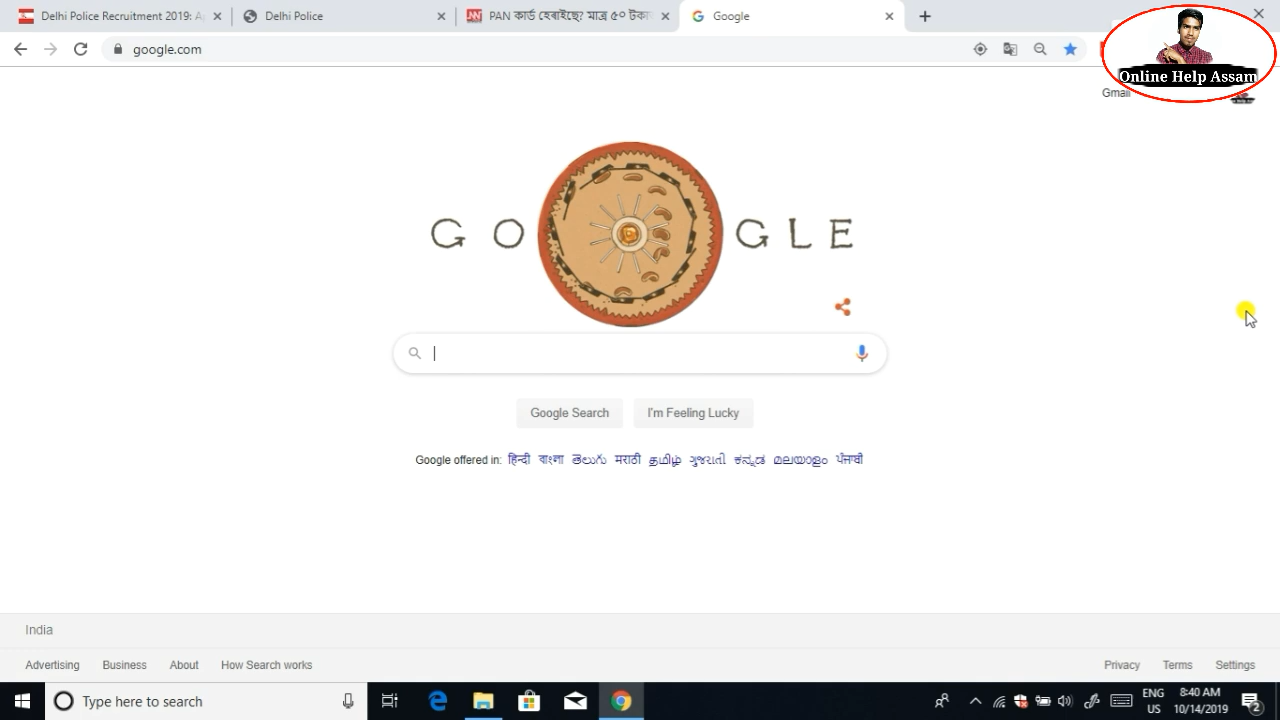 Delhi Police Recruitment 2019: A
Delhi Police
PAN কার্ড হেৰাইছে? মাত্ৰ ৫০ টকা
Google
google.com
Online Help Assam
Gmail
GO GLE
Google Search
I'm Feeling Lucky
Google offered in: हिन्दी বাংলা తెలుగు मराठी தமிழ் ગુજરાતી ಕನ್ನಡ മലയാളം ਪੰਜਾਬੀ
India
Advertising Business About How Search works
Privacy Terms Settings
Type here to search
ENG
US
8:40 AM
10/14/2019
2